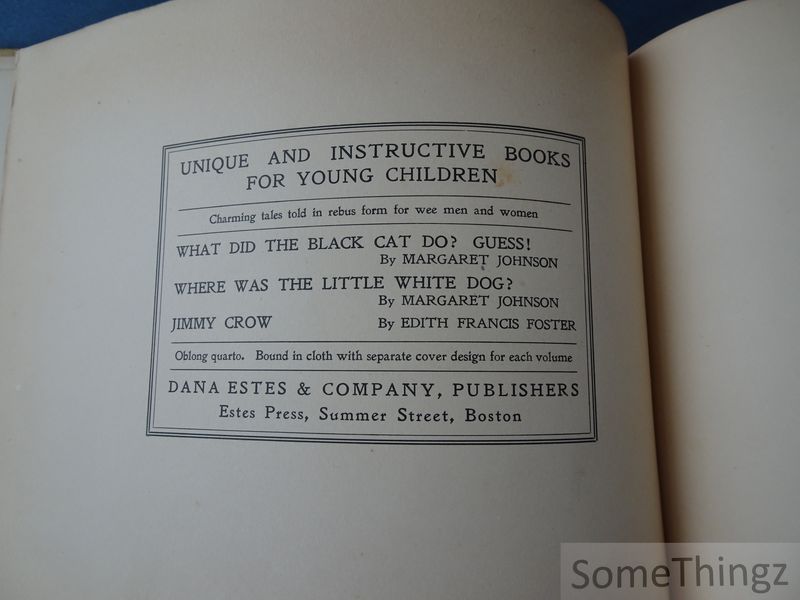 UNIQUE AND INSTRUCTIVE BOOKS
FOR YOUNG CHILDREN
Charming tales told in rebus form for wee men and women
WHAT DID THE BLACK CAT DO? GUESS!
By MARGARET JOHNSON
WHERE WAS THE LITTLE WHITE DOG?
By MARGARET JOHNSON
JIMMY CROW By EDITH FRANCIS FOSTER
Oblong quarto. Bound in cloth with separate cover design for each volume
DANA ESTES & COMPANY, PUBLISHERS
Estes Press, Summer Street, Boston
SomeThingz